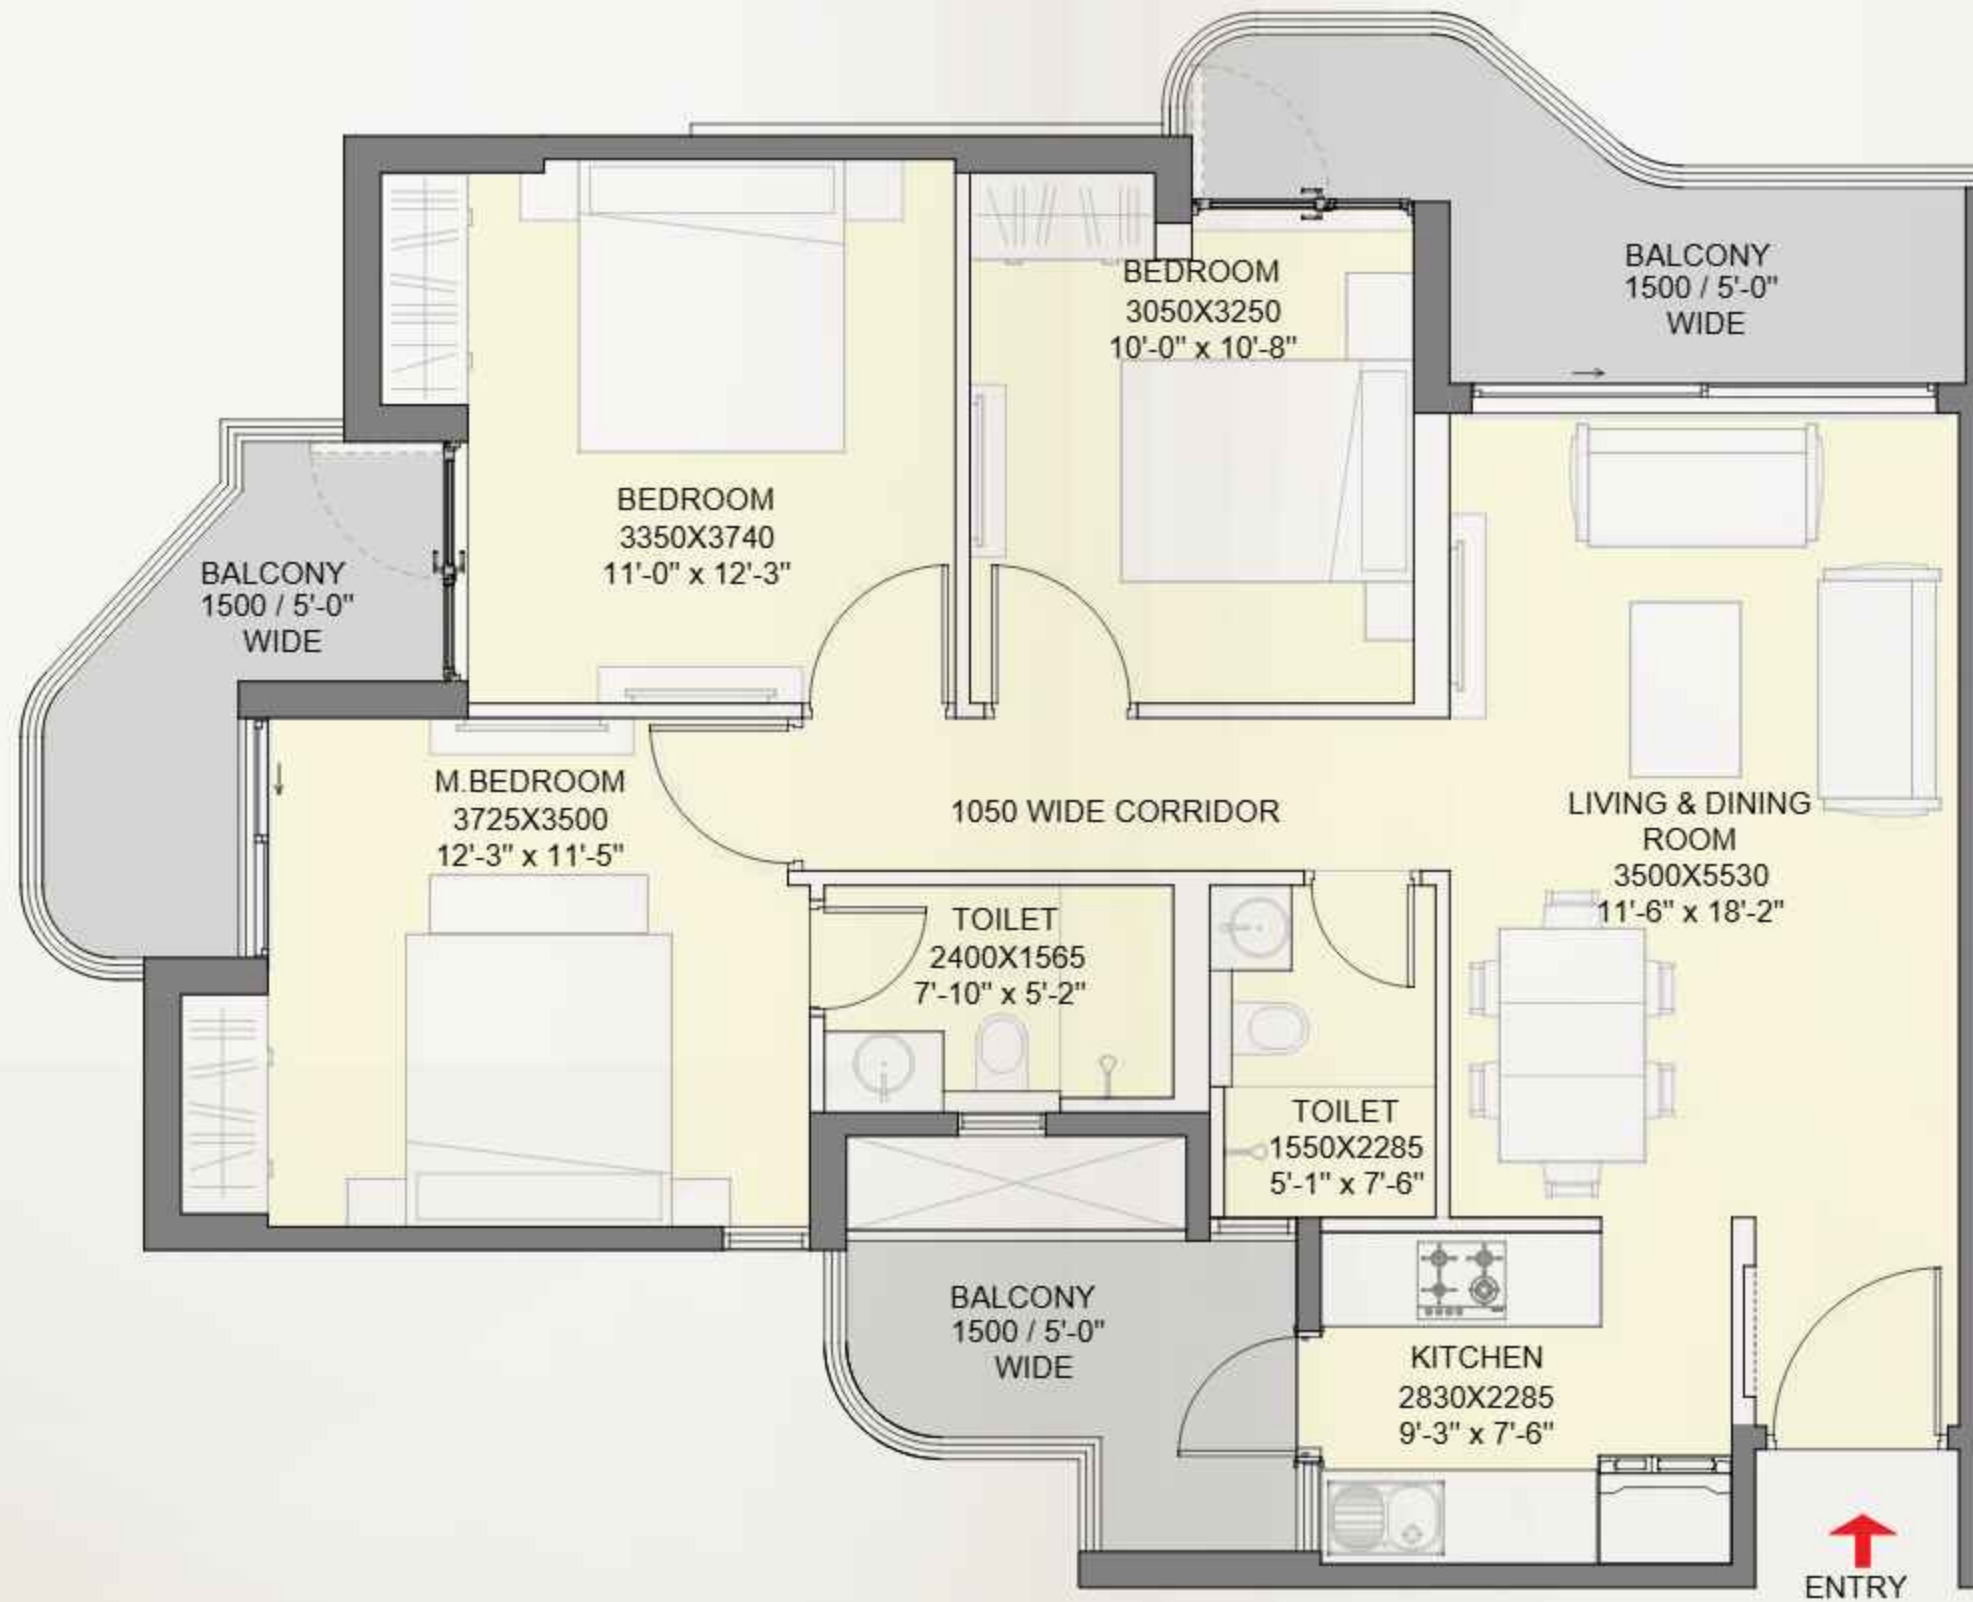 BALCONY
1500 / 5'-0"
WIDE
BEDROOM
3050X3250
10'-0" x 10'-8"
BEDROOM
3350X3740
11'-0" x 12'-3"
BALCONY
1500 / 5'-0"
WIDE
M.BEDROOM
3725X3500
12'-3" x 11'-5"
1050 WIDE CORRIDOR
LIVING & DINING
ROOM
3500X5530
11'-6" x 18'-2"
TOILET
2400X1565
7'-10" x 5'-2"
TOILET
1550X2285
5'-1" x 7'-6"
BALCONY
1500 / 5'-0"
WIDE
KITCHEN
2830X2285
9'-3" x 7'-6"
ENTRY